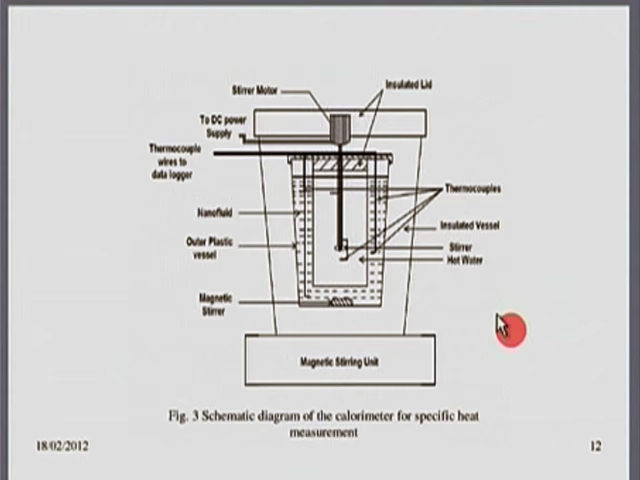 Stirrer Motor
Insulated Lid
To DC power
Supply
Thermocouple
wires to
data logger
Thermocouples
Nanofluid
Insulated Vessel
Outer Plastic
vessel
Stirrer
Hot Water
Magnetic
Stirrer
Magnetic Stirring Unit
Fig. 3 Schematic diagram of the calorimeter for specific heat
measurement
18/02/2012
12